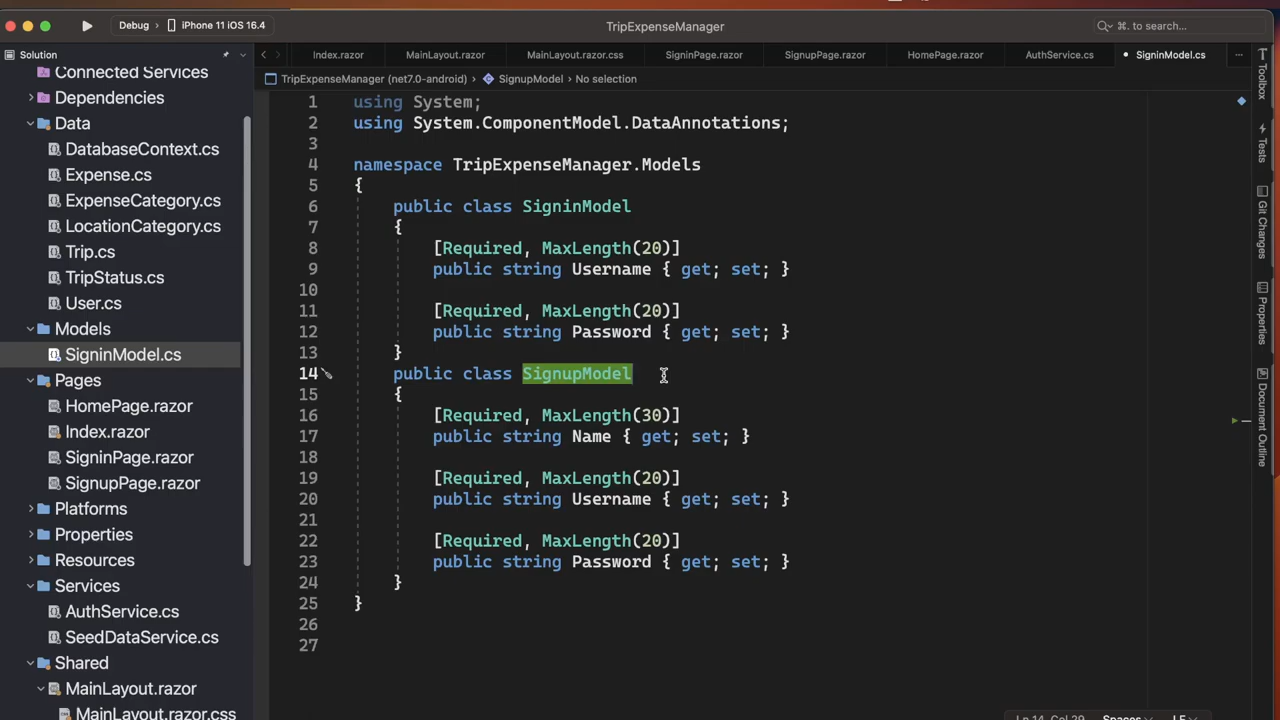 Debug > iPhone 11 iOS 16.4
TripExpenseManager
⌘. to search...
Solution
Index.razor
MainLayout.razor
MainLayout.razor.css
SigninPage.razor
SignupPage.razor
HomePage.razor
AuthService.cs
SigninModel.cs
TripExpenseManager (net7.0-android) > SignupModel > No selection
Connected Services
Dependencies
Data
DatabaseContext.cs
Expense.cs
ExpenseCategory.cs
LocationCategory.cs
Trip.cs
TripStatus.cs
User.cs
Models
SigninModel.cs
Pages
HomePage.razor
Index.razor
SigninPage.razor
SignupPage.razor
Platforms
Properties
Resources
Services
AuthService.cs
SeedDataService.cs
Shared
MainLayout.razor
MainLayout.razor.css
1 using System;
2 using System.ComponentModel.DataAnnotations;
3
4 namespace TripExpenseManager.Models
5 {
6 public class SigninModel
7 {
8 [Required, MaxLength(20)]
9 public string Username { get; set; }
10
11 [Required, MaxLength(20)]
12 public string Password { get; set; }
13 }
14 public class SignupModel
15 {
16 [Required, MaxLength(30)]
17 public string Name { get; set; }
18
19 [Required, MaxLength(20)]
20 public string Username { get; set; }
21
22 [Required, MaxLength(20)]
23 public string Password { get; set; }
24 }
25 }
26
27
Toolbox
Tests
Git Changes
Properties
Document Outline
Ln 14, Col 29 Spaces LF